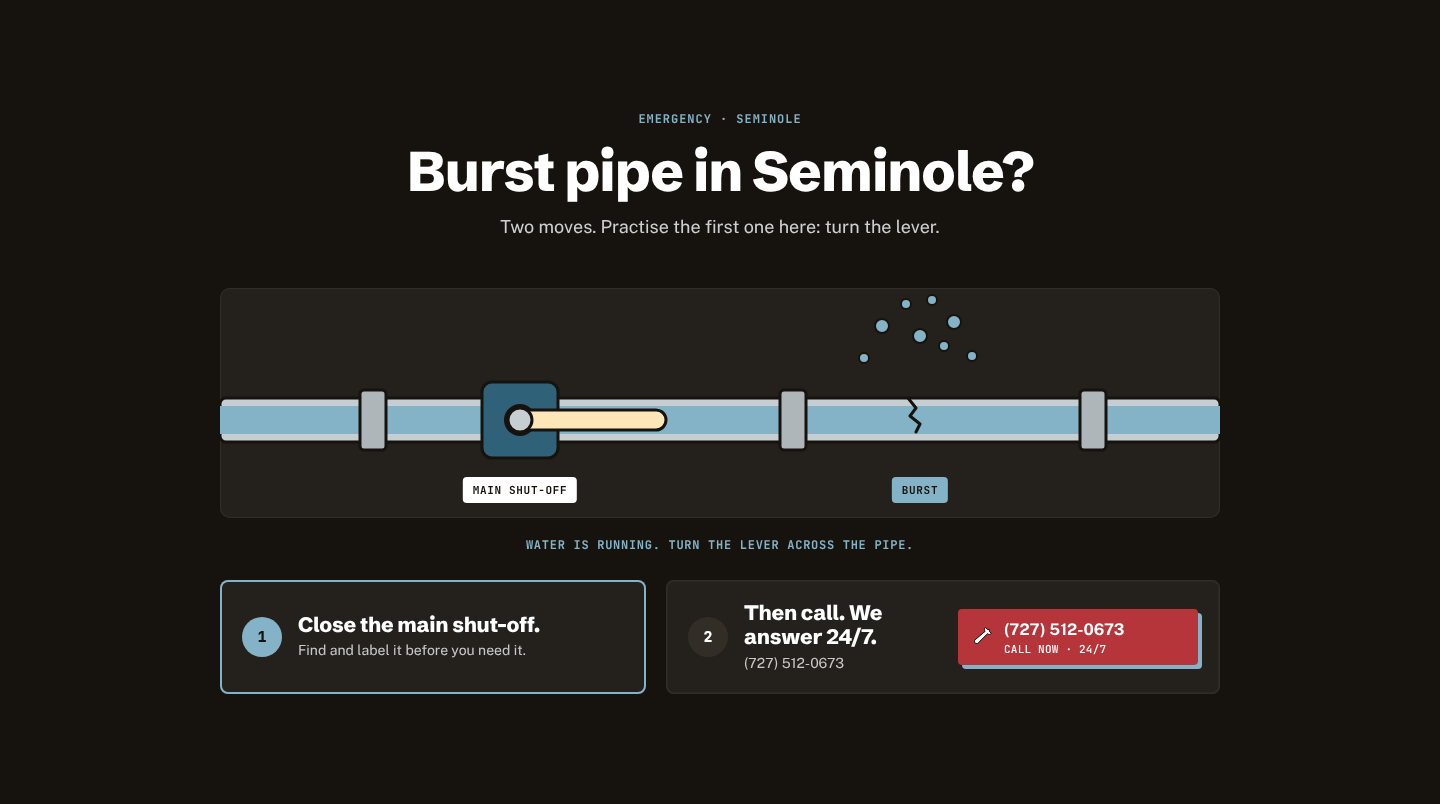 EMERGENCY · SEMINOLE
Burst pipe in Seminole?
Two moves. Practise the first one here: turn the lever.
MAIN SHUT-OFF
BURST
WATER IS RUNNING. TURN THE LEVER ACROSS THE PIPE.
1
Close the main shut-off.
Find and label it before you need it.
2
Then call. We
answer 24/7.
(727) 512-0673
(727) 512-0673
CALL NOW · 24/7